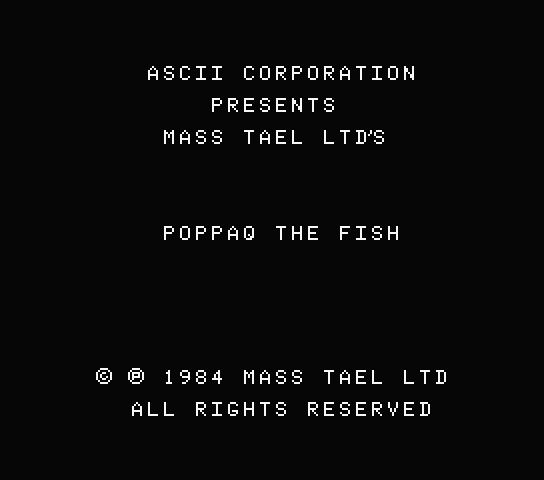 ASCII CORPORATION
PRESENTS
MASS TAEL LTD'S
POPPAQ THE FISH
© ℗ 1984 MASS TAEL LTD
ALL RIGHTS RESERVED